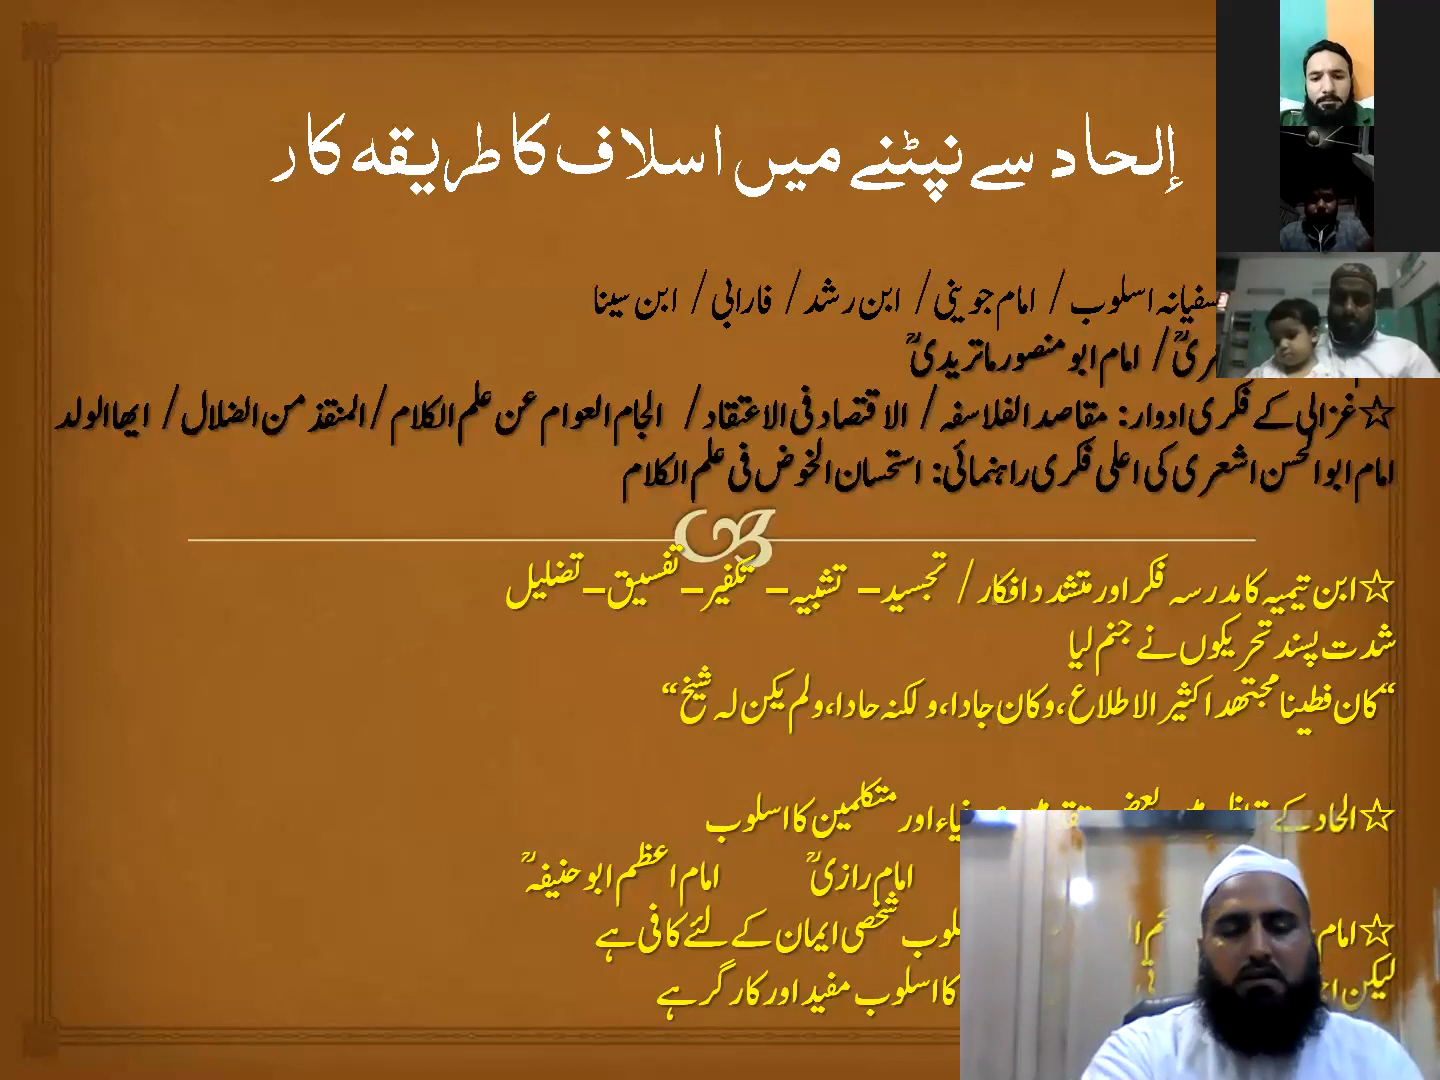 إلحاد سے نپٹنے میں اسلاف کا طریقہ کار
اسلوب / امام جوینی / ابن رشد / فارابی / ابن سینا
/ امام ابو منصور ماتریدیؒ
☆غزالی کے فکری ادوار: مقاصد الفلاسفہ / الاقتصاد فی الاعتقاد / الجام العوام عن علم الکلام / المنقذ من الضلال / ایھا الولد
امام ابوالحسن اشعری کی اعلی فکری راہنمائی: استحسان الخوض فی علم الکلام
☆ابن تیمیہ کا مدرسہ فکر اور متشدد افکار / تجسید – تشبیہ – تکفیر – تفسیق – تضلیل
شدت پسند تحریکوں نے جنم لیا
“کان فطینا مجتھدا کثیر الاطلاع، وکان جادا، و لکنہ حادا، ولم یکن لہ شیخ“
☆الحاد کے اور متکلمین کا اسلوب
امام رازیؒ امام اعظم ابو حنیفہؒ
☆امام شخصی ایمان کے لئے کافی ہے
لیکن کا اسلوب مفید اور کارگر ہے